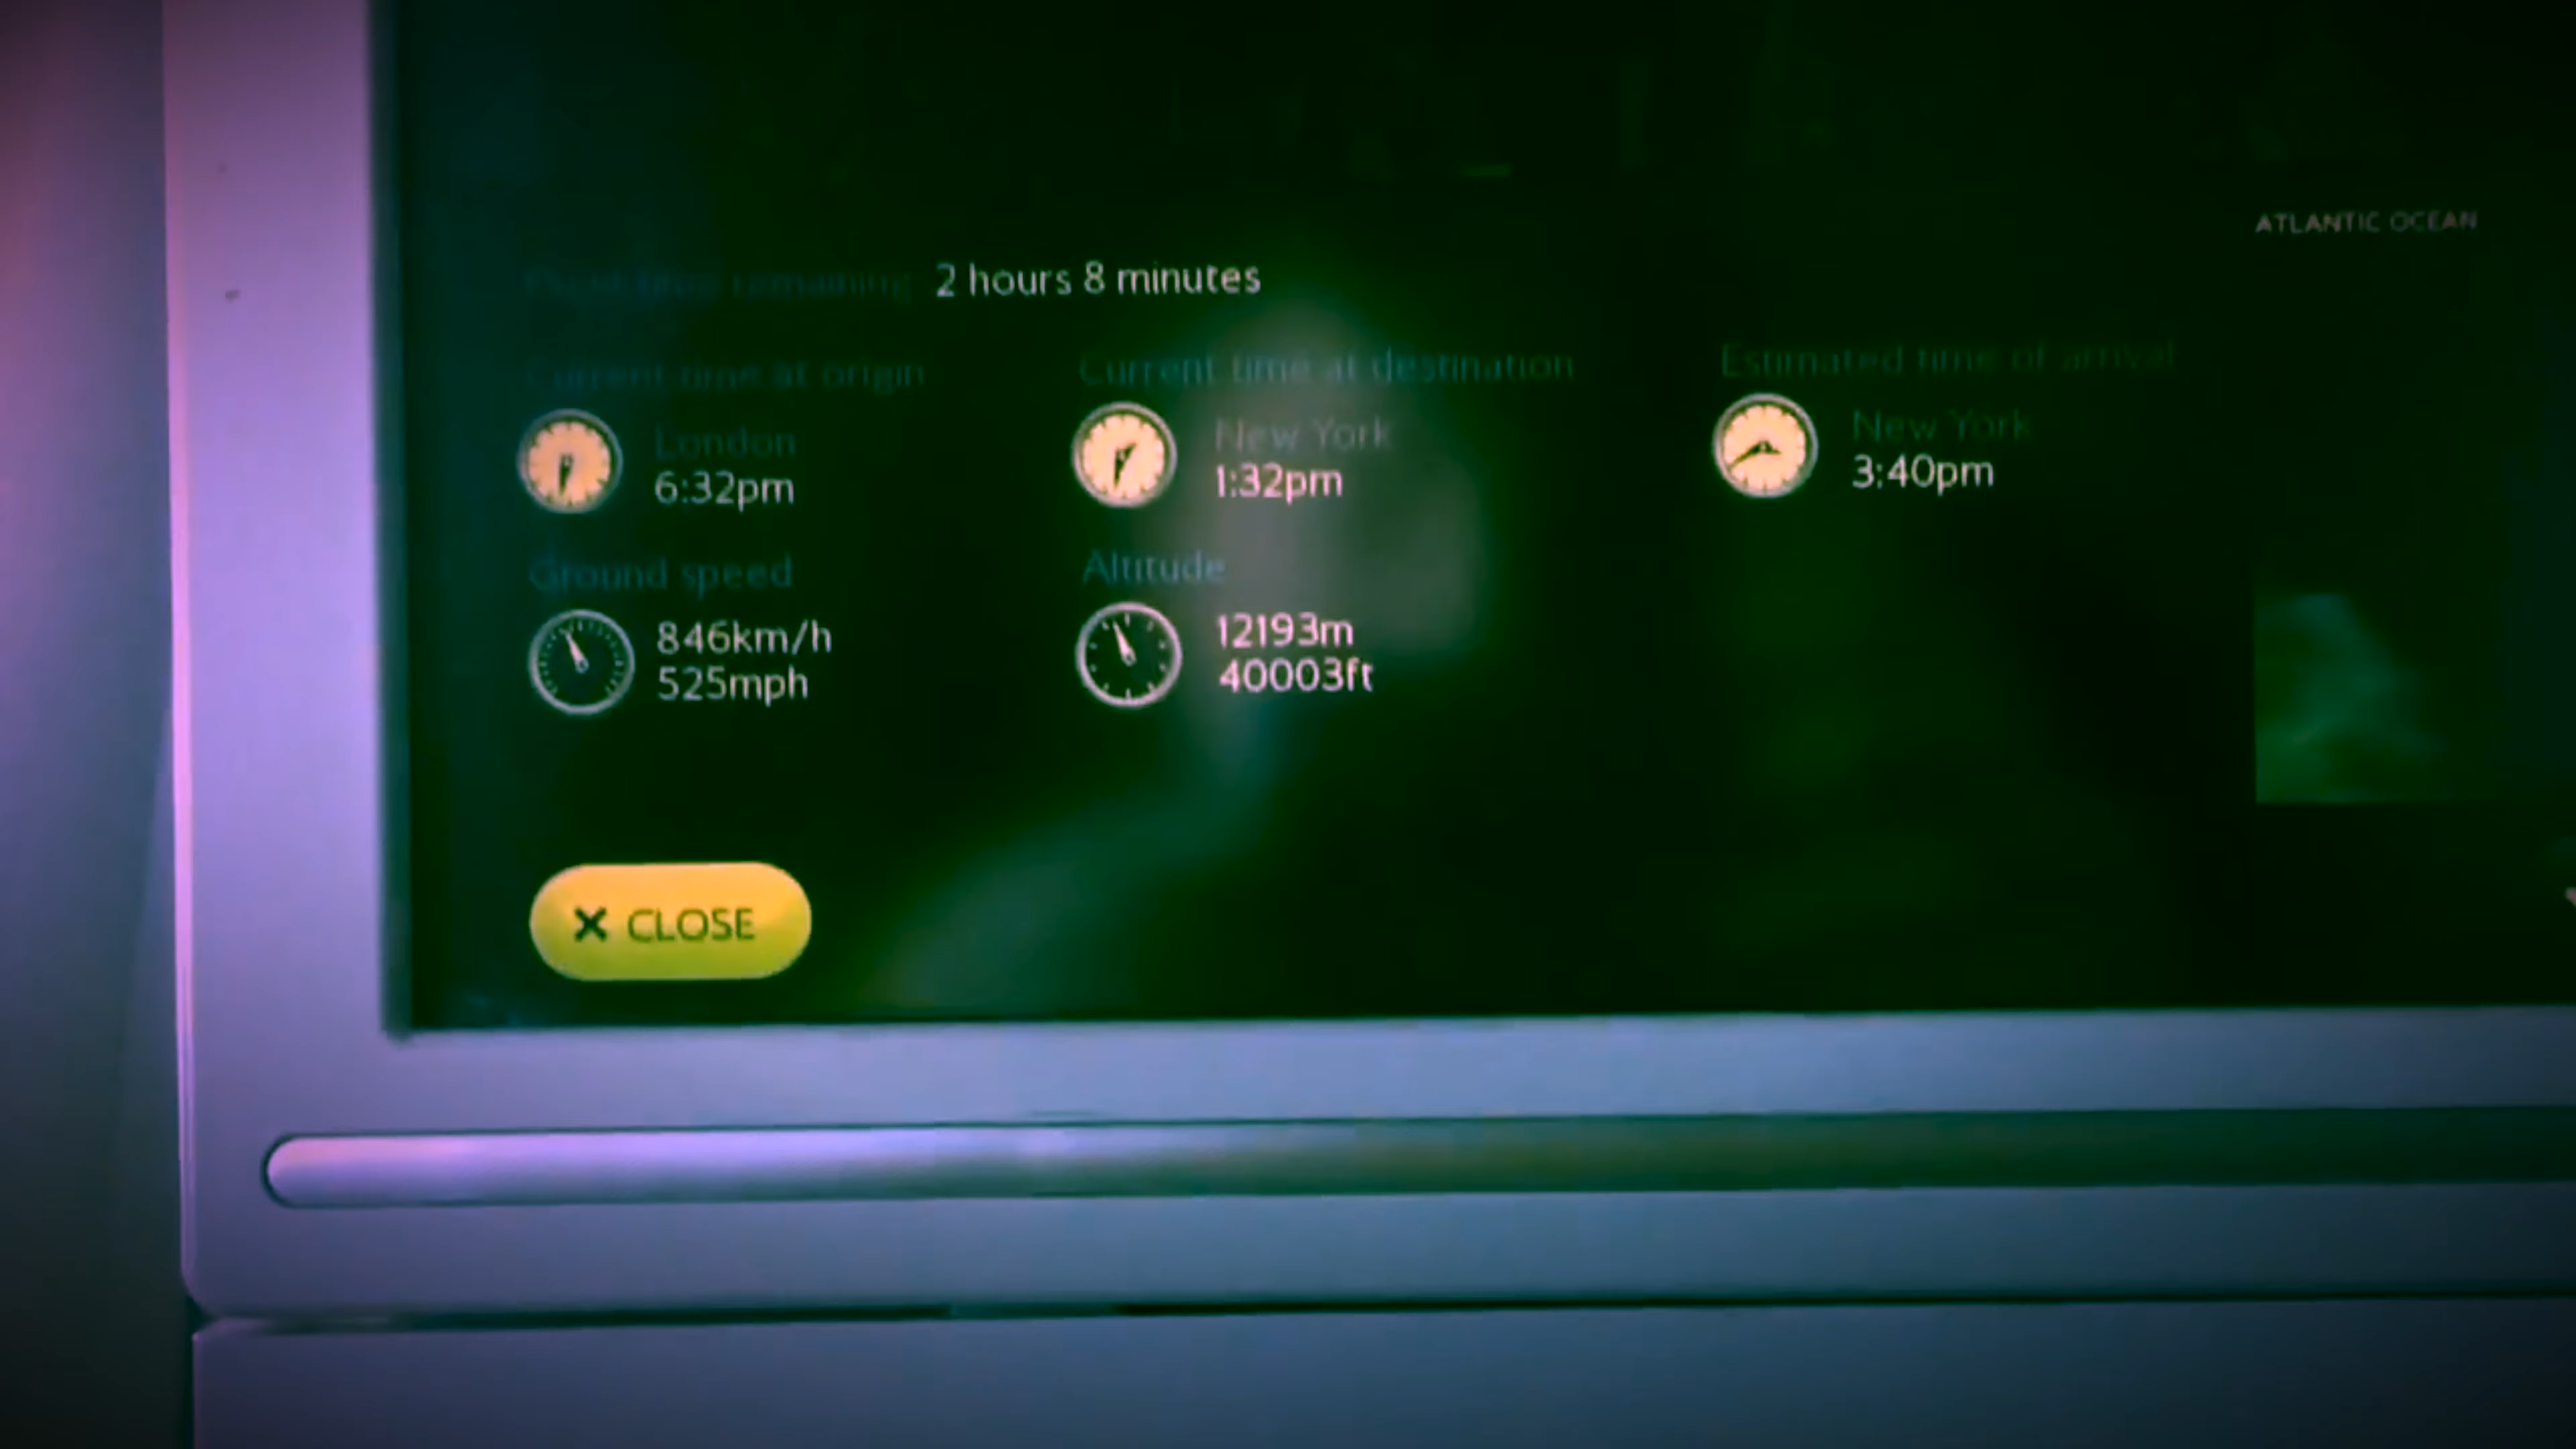 ATLANTIC OCEAN
Flight time remaining 2 hours 8 minutes
Current time at origin
London
6:32pm
Current time at destination
New York
1:32pm
Estimated time of arrival
New York
3:40pm
Ground speed
846km/h
525mph
Altitude
12193m
40003ft
X CLOSE